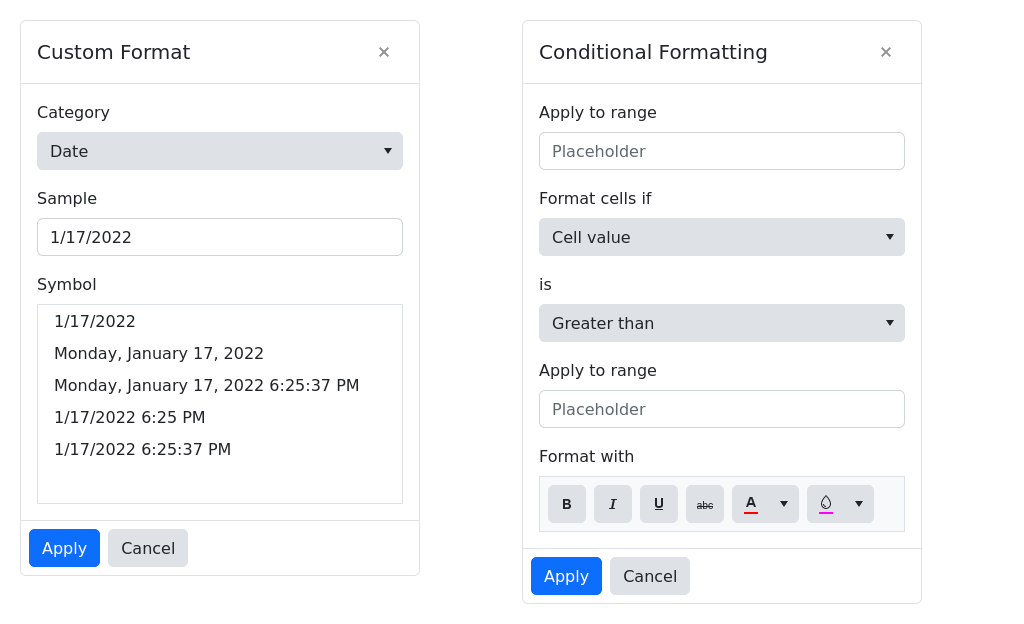 Custom Format
×
Category
Date
Sample
1/17/2022
Symbol
1/17/2022
Monday, January 17, 2022
Monday, January 17, 2022 6:25:37 PM
1/17/2022 6:25 PM
1/17/2022 6:25:37 PM
Apply Cancel
Conditional Formatting
×
Apply to range
Placeholder
Format cells if
Cell value
is
Greater than
Apply to range
Placeholder
Format with
B I U abc A
Apply Cancel